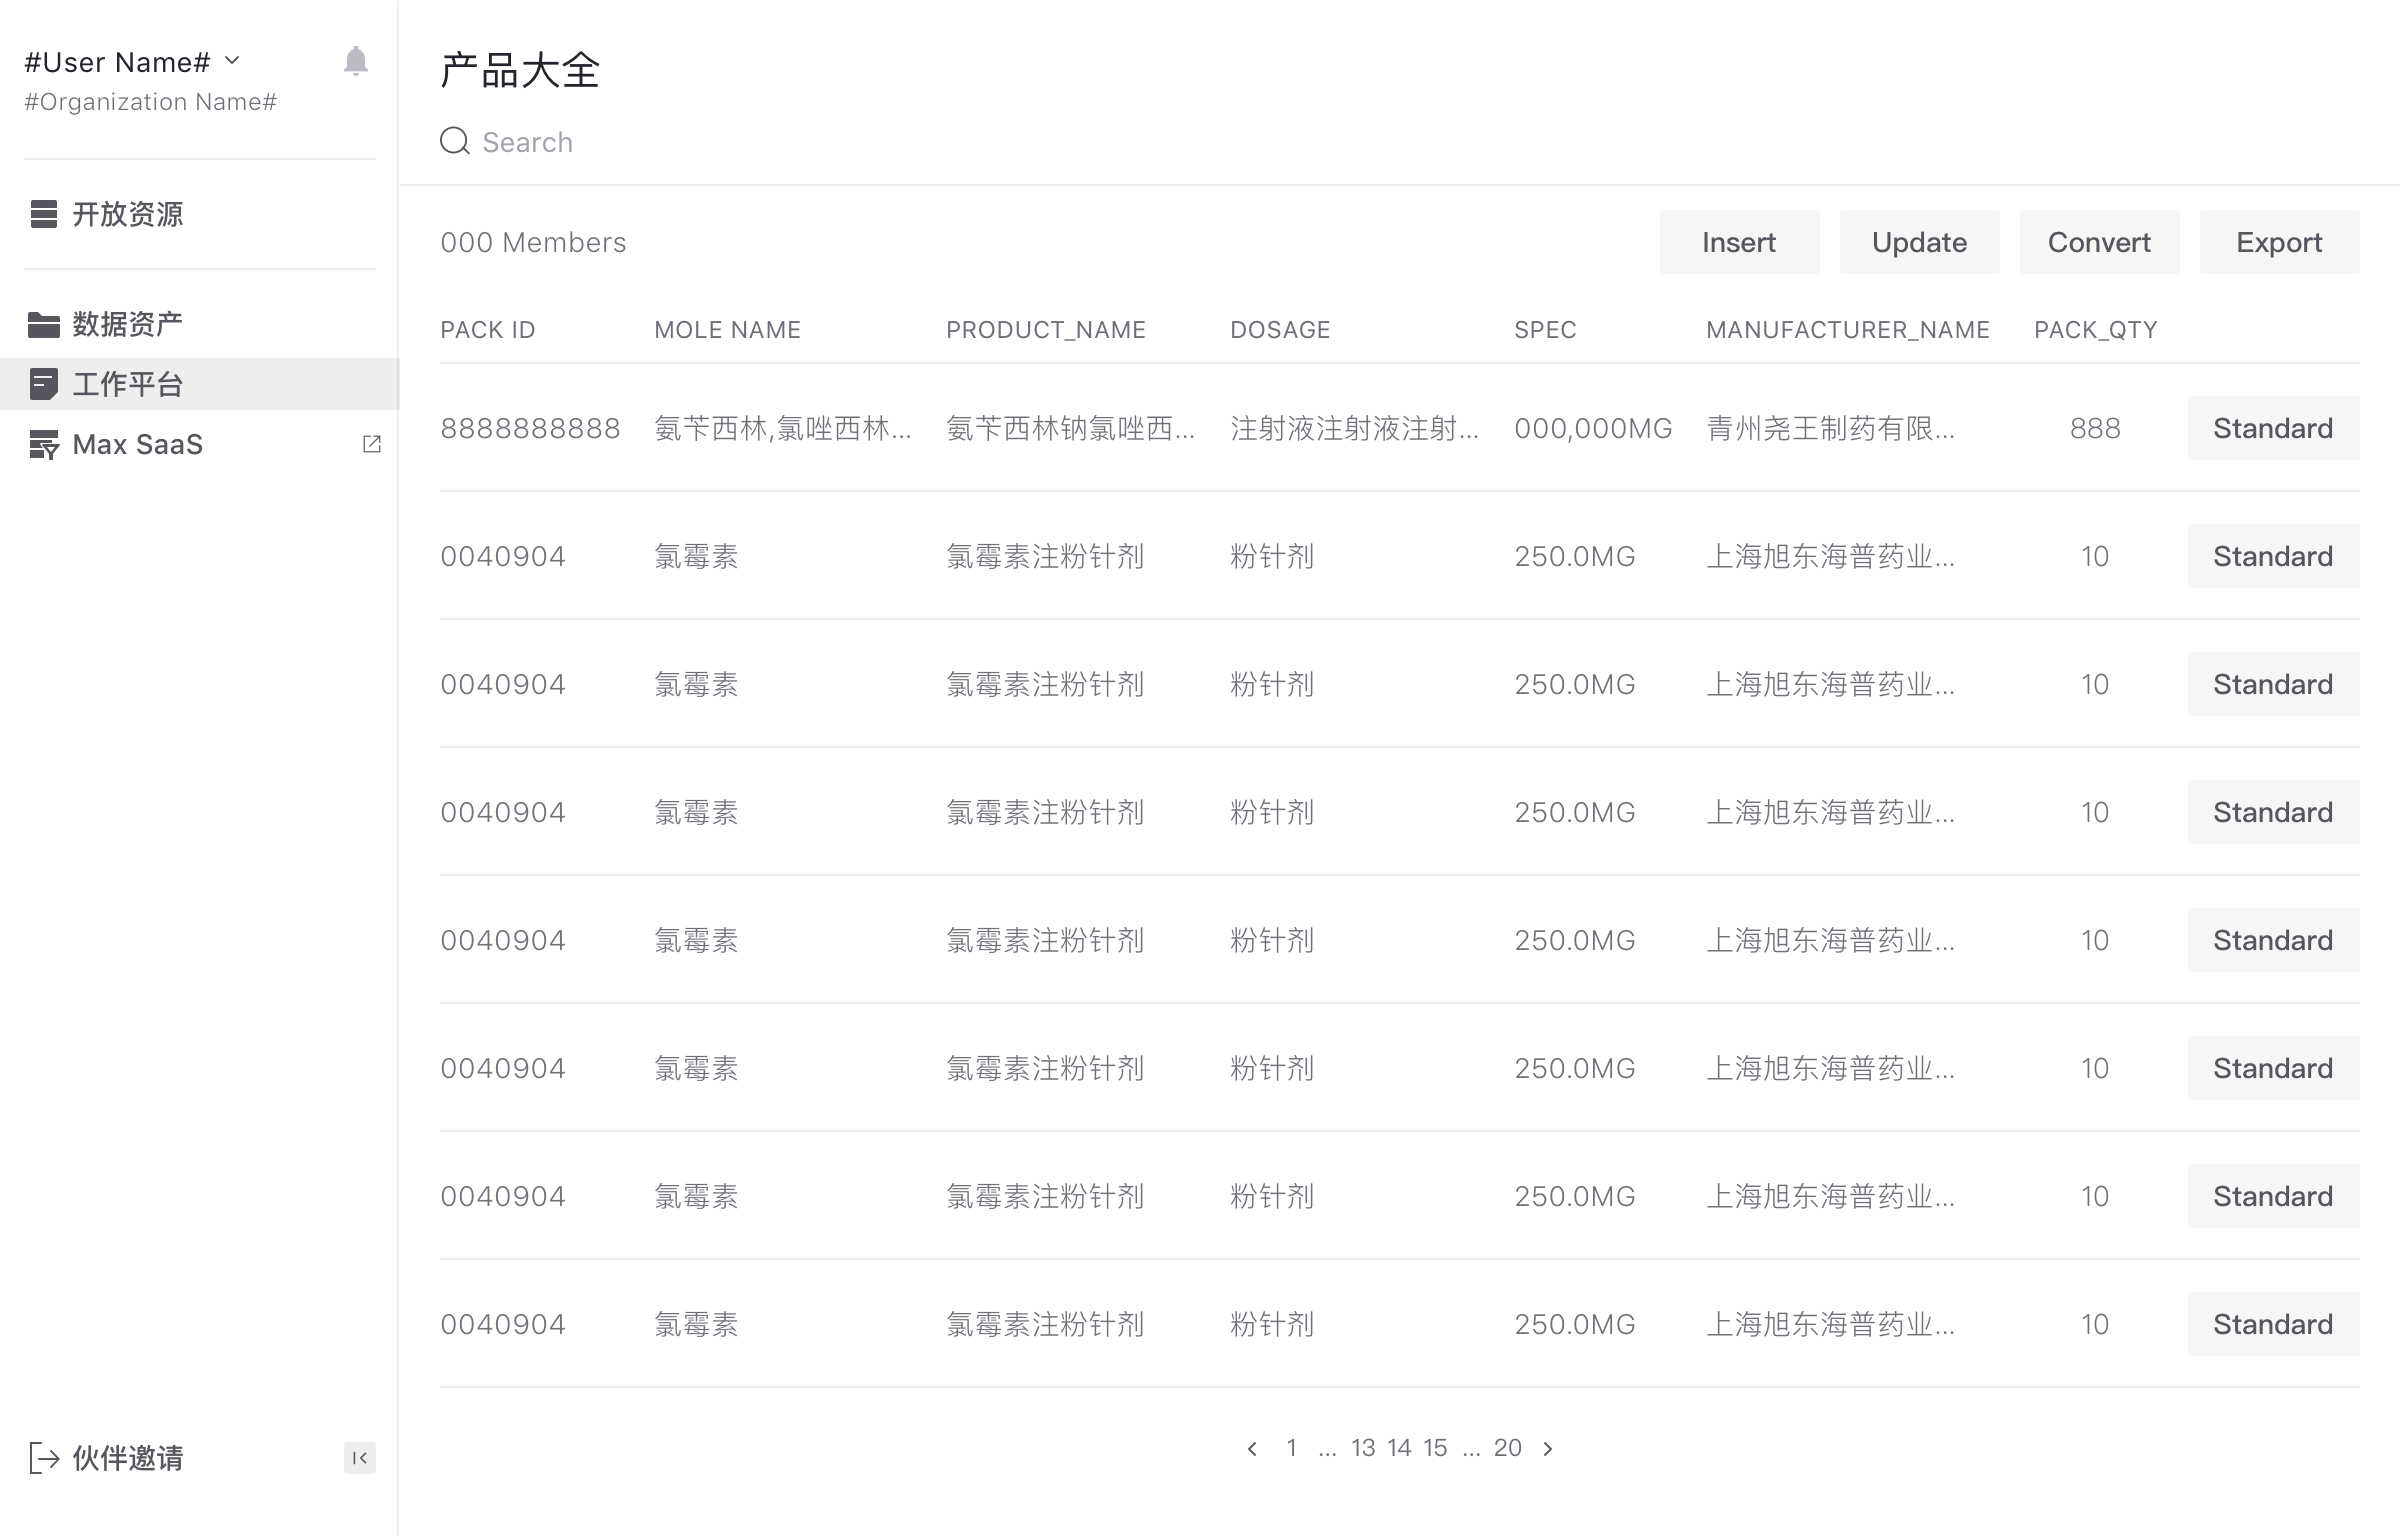 #User Name#
#Organization Name#
开放资源
数据资产
工作平台
Max SaaS
伙伴邀请
产品大全
Search
000 Members
Insert Update Convert Export
PACK ID MOLE NAME PRODUCT_NAME DOSAGE SPEC MANUFACTURER_NAME PACK_QTY
8888888888 氨苄西林,氯唑西林... 氨苄西林钠氯唑西... 注射液注射液注射... 000,000MG 青州尧王制药有限... 888 Standard
0040904 氯霉素 氯霉素注粉针剂 粉针剂 250.0MG 上海旭东海普药业... 10 Standard
0040904 氯霉素 氯霉素注粉针剂 粉针剂 250.0MG 上海旭东海普药业... 10 Standard
0040904 氯霉素 氯霉素注粉针剂 粉针剂 250.0MG 上海旭东海普药业... 10 Standard
0040904 氯霉素 氯霉素注粉针剂 粉针剂 250.0MG 上海旭东海普药业... 10 Standard
0040904 氯霉素 氯霉素注粉针剂 粉针剂 250.0MG 上海旭东海普药业... 10 Standard
0040904 氯霉素 氯霉素注粉针剂 粉针剂 250.0MG 上海旭东海普药业... 10 Standard
0040904 氯霉素 氯霉素注粉针剂 粉针剂 250.0MG 上海旭东海普药业... 10 Standard
1 ... 13 14 15 ... 20